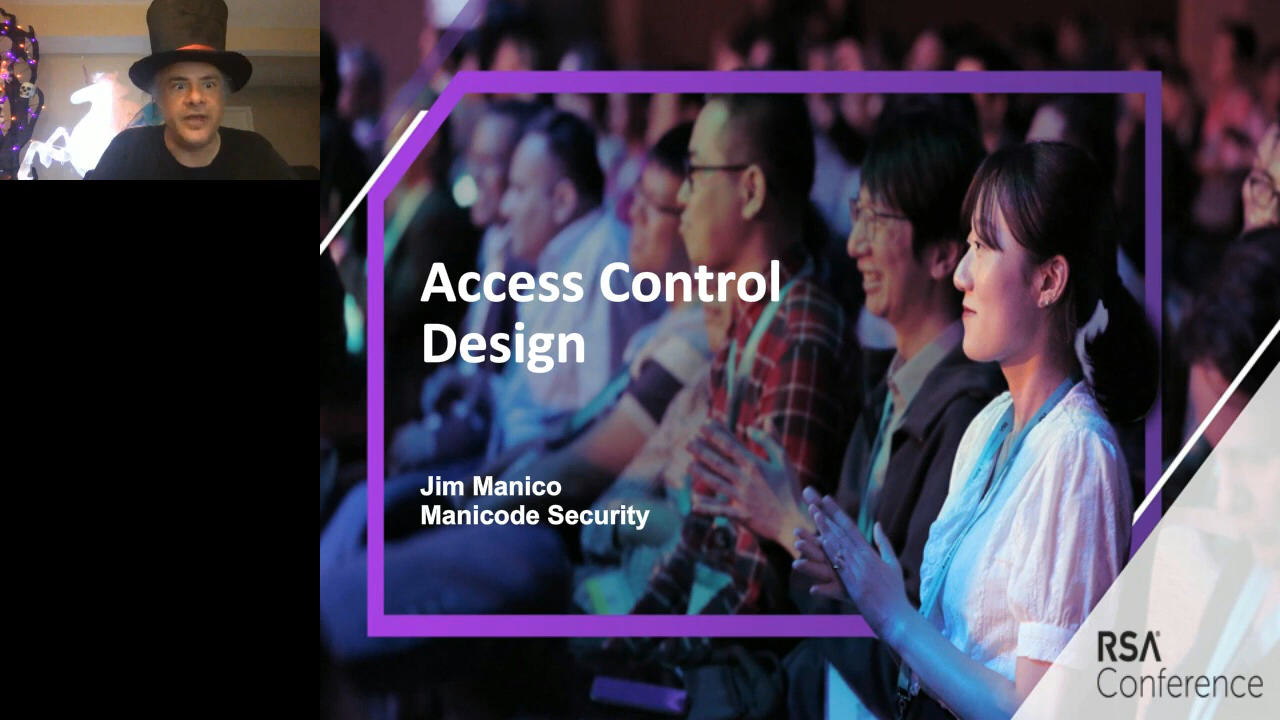 Access Control
Design
Jim Manico
Manicode Security
RSA
Conference